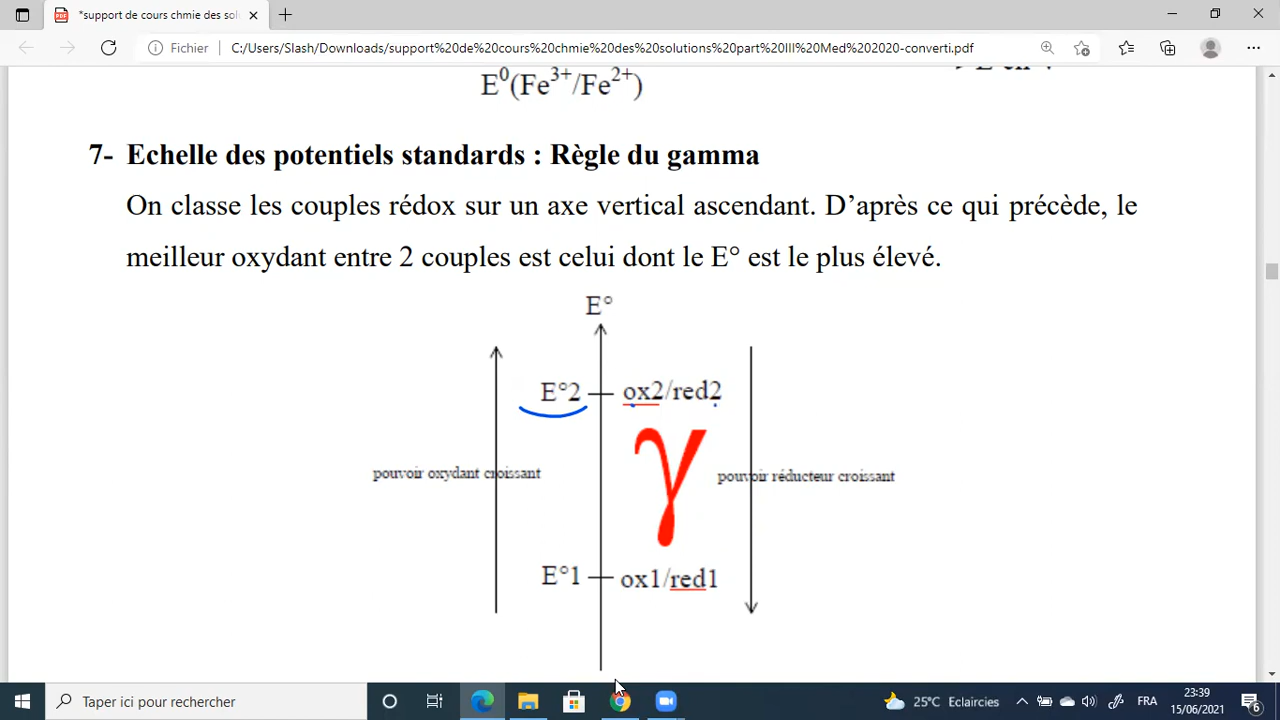 *support de cours chmie des sol
Fichier
C:/Users/Slash/Downloads/support%20de%20cours%20chmie%20des%20solutions%20part%20III%20Med%202020-converti.pdf
E⁰(Fe³⁺/Fe²⁺)
7- Echelle des potentiels standards : Règle du gamma
On classe les couples rédox sur un axe vertical ascendant. D’après ce qui précède, le
meilleur oxydant entre 2 couples est celui dont le E° est le plus élevé.
E°
E°2 ox2/red2
γ
pouvoir oxydant croissant
pouvoir réducteur croissant
E°1 ox1/red1
Taper ici pour rechercher
25°C Eclaircies
FRA
23:39
15/06/2021
6